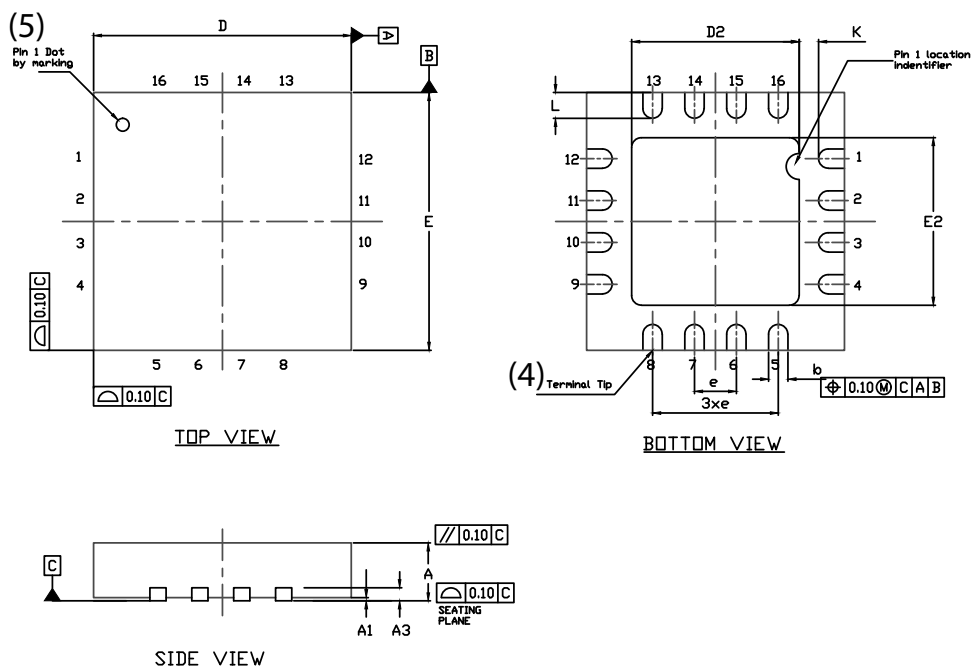 (5)
Pin 1 Dot
by marking
D
A
B
16 15 14 13
1
2
3
4
12
11
10
9
E
0.10 C
5 6 7 8
0.10 C
TOP VIEW
D2
K
Pin 1 location
indentifier
L
13 14 15 16
12
11
10
9
1
2
3
4
E2
8 7 6 5
(4) Terminal Tip
e
3xe
b
0.10 Ⓜ C A B
BOTTOM VIEW
C
// 0.10 C
A
0.10 C
SEATING
PLANE
A1 A3
SIDE VIEW